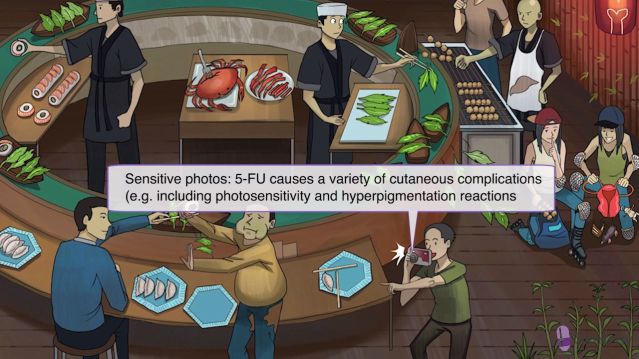 Sensitive photos: 5-FU causes a variety of cutaneous complications
(e.g. including photosensitivity and hyperpigmentation reactions